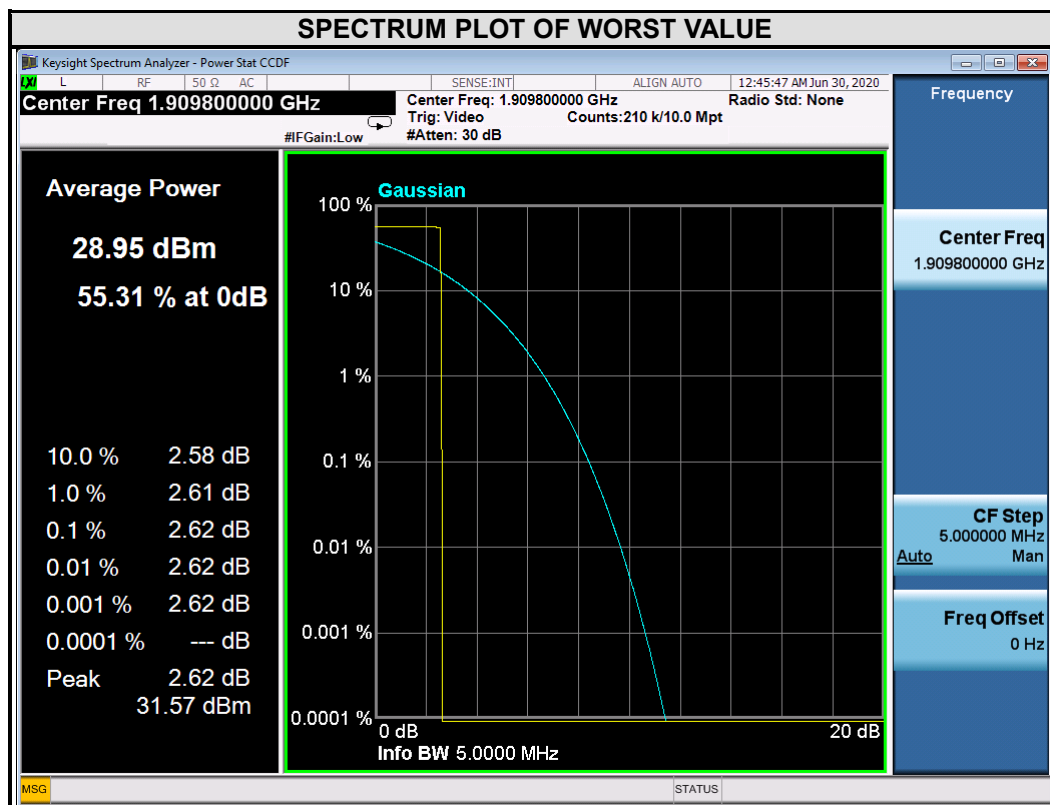 SPECTRUM PLOT OF WORST VALUE
Keysight Spectrum Analyzer - Power Stat CCDF
LXI L RF 50 Ω AC SENSE:INT ALIGN AUTO 12:45:47 AM Jun 30, 2020
Center Freq 1.909800000 GHz
#IFGain:Low
Center Freq: 1.909800000 GHz Radio Std: None
Trig: Video Counts:210 k/10.0 Mpt
#Atten: 30 dB
Average Power
28.95 dBm
55.31 % at 0dB
10.0 % 2.58 dB
1.0 % 2.61 dB
0.1 % 2.62 dB
0.01 % 2.62 dB
0.001 % 2.62 dB
0.0001 % --- dB
Peak 2.62 dB
31.57 dBm
Gaussian
100 %
10 %
1 %
0.1 %
0.01 %
0.001 %
0.0001 %
0 dB 20 dB
Info BW 5.0000 MHz
Frequency
Center Freq
1.909800000 GHz
CF Step
5.000000 MHz
Auto Man
Freq Offset
0 Hz
MSG STATUS